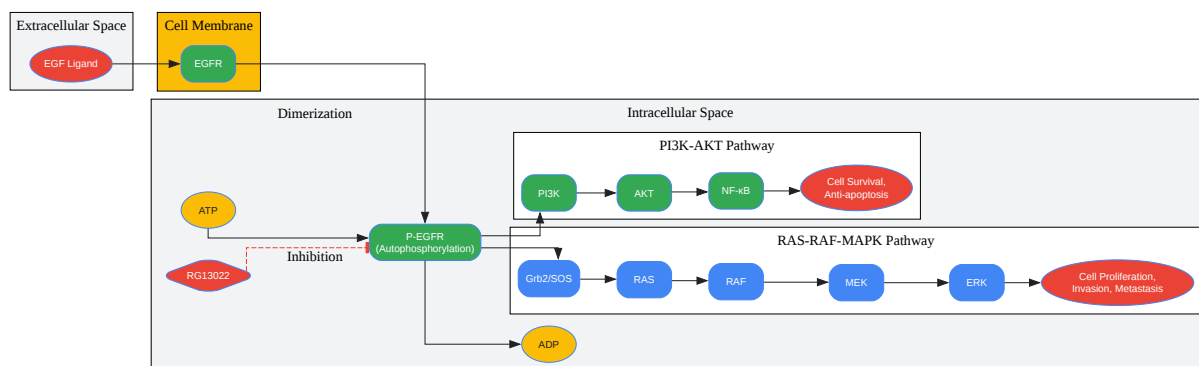 Extracellular Space
Cell Membrane
EGF Ligand
EGFR
Dimerization
Intracellular Space
PI3K-AKT Pathway
PI3K
AKT
NF-κB
Cell Survival,
Anti-apoptosis
ATP
P-EGFR
(Autophosphorylation)
Inhibition
RG13022
RAS-RAF-MAPK Pathway
Grb2/SOS
RAS
RAF
MEK
ERK
Cell Proliferation,
Invasion, Metastasis
ADP